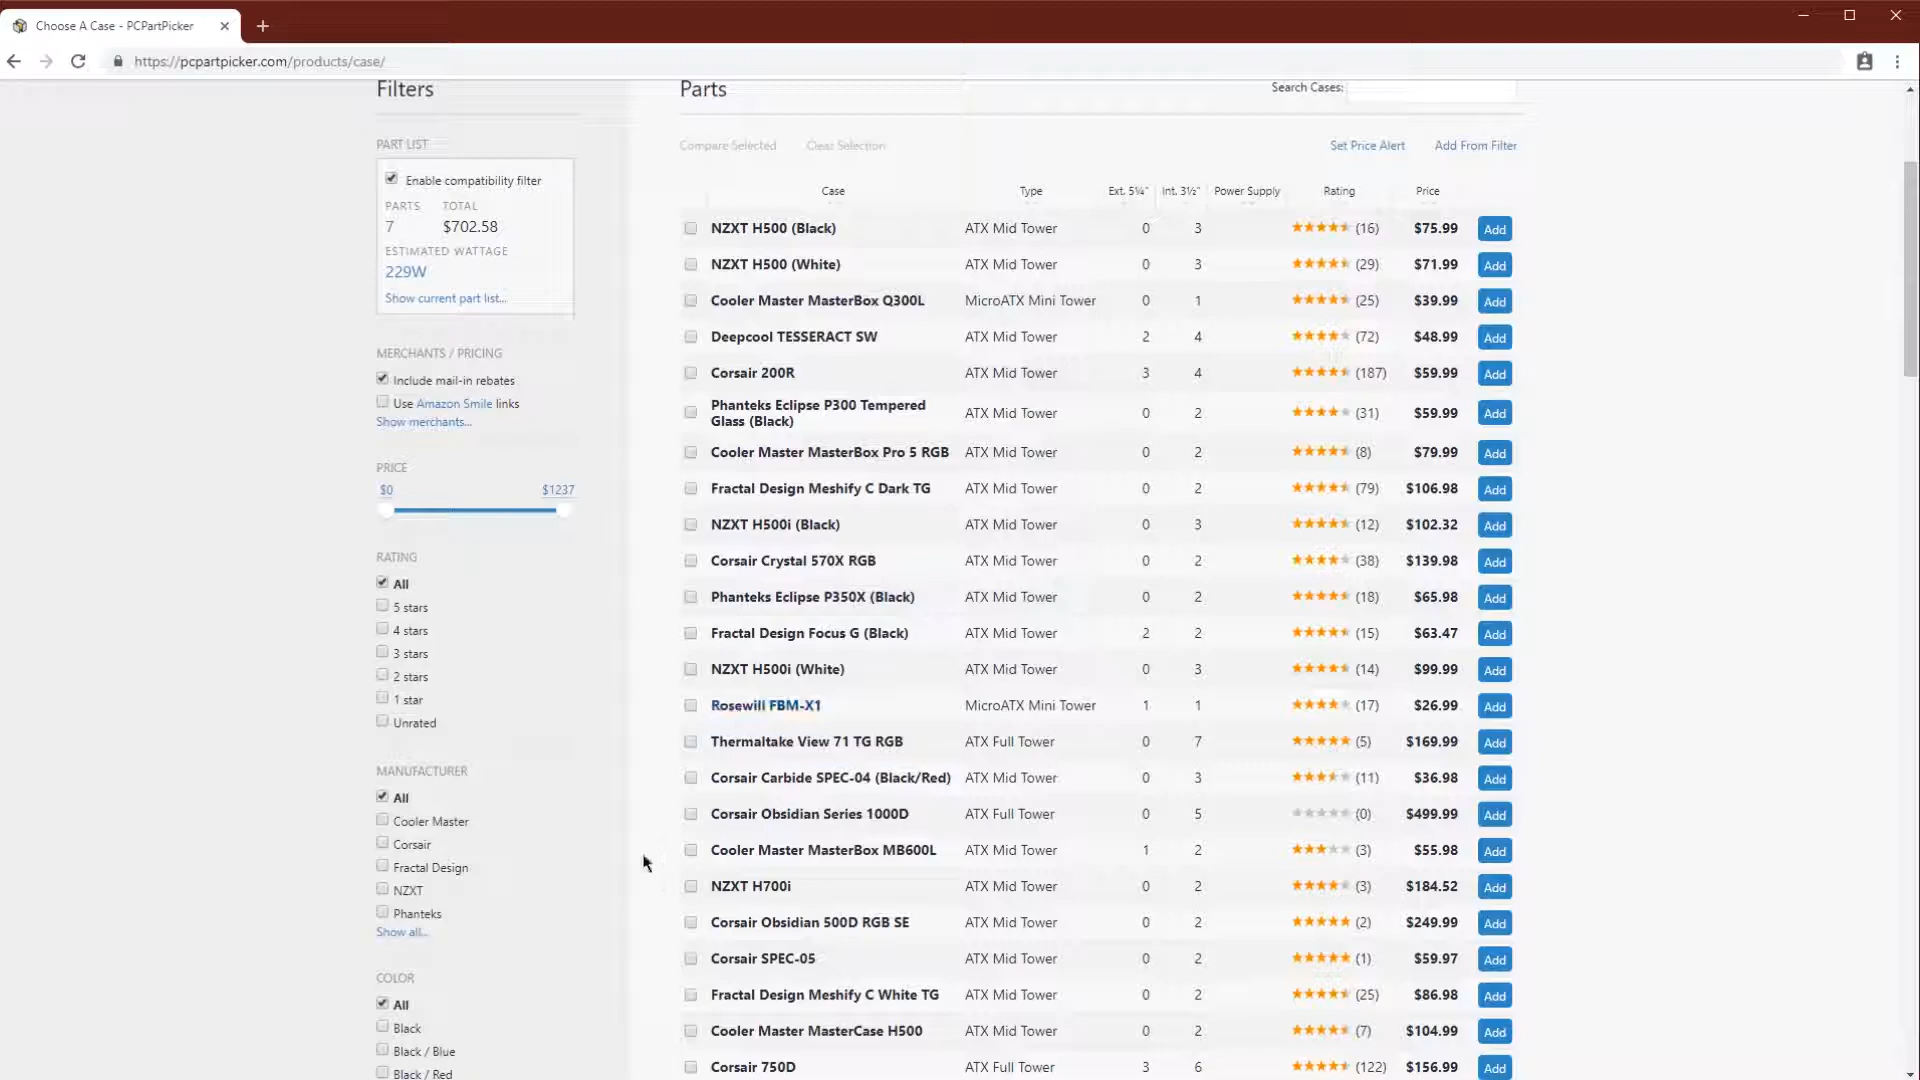 Choose A Case - PCPartPicker
https://pcpartpicker.com/products/case/
Filters
PART LIST
Enable compatibility filter
PARTS TOTAL
7 $702.58
ESTIMATED WATTAGE
229W
Show current part list...
MERCHANTS / PRICING
Include mail-in rebates
Use Amazon Smile links
Show merchants...
PRICE
$0 $1237
RATING
All
5 stars
4 stars
3 stars
2 stars
1 star
Unrated
MANUFACTURER
All
Cooler Master
Corsair
Fractal Design
NZXT
Phanteks
Show all...
COLOR
All
Black
Black / Blue
Black / Red
Parts
Search Cases:
Compare Selected Clear Selection Set Price Alert Add From Filter
Case Type Ext. 5¼" Int. 3½" Power Supply Rating Price
NZXT H500 (Black) ATX Mid Tower 0 3 (16) $75.99 Add
NZXT H500 (White) ATX Mid Tower 0 3 (29) $71.99 Add
Cooler Master MasterBox Q300L MicroATX Mini Tower 0 1 (25) $39.99 Add
Deepcool TESSERACT SW ATX Mid Tower 2 4 (72) $48.99 Add
Corsair 200R ATX Mid Tower 3 4 (187) $59.99 Add
Phanteks Eclipse P300 Tempered
Glass (Black) ATX Mid Tower 0 2 (31) $59.99 Add
Cooler Master MasterBox Pro 5 RGB ATX Mid Tower 0 2 (8) $79.99 Add
Fractal Design Meshify C Dark TG ATX Mid Tower 0 2 (79) $106.98 Add
NZXT H500i (Black) ATX Mid Tower 0 3 (12) $102.32 Add
Corsair Crystal 570X RGB ATX Mid Tower 0 2 (38) $139.98 Add
Phanteks Eclipse P350X (Black) ATX Mid Tower 0 2 (18) $65.98 Add
Fractal Design Focus G (Black) ATX Mid Tower 2 2 (15) $63.47 Add
NZXT H500i (White) ATX Mid Tower 0 3 (14) $99.99 Add
Rosewill FBM-X1 MicroATX Mini Tower 1 1 (17) $26.99 Add
Thermaltake View 71 TG RGB ATX Full Tower 0 7 (5) $169.99 Add
Corsair Carbide SPEC-04 (Black/Red) ATX Mid Tower 0 3 (11) $36.98 Add
Corsair Obsidian Series 1000D ATX Full Tower 0 5 (0) $499.99 Add
Cooler Master MasterBox MB600L ATX Mid Tower 1 2 (3) $55.98 Add
NZXT H700i ATX Mid Tower 0 2 (3) $184.52 Add
Corsair Obsidian 500D RGB SE ATX Mid Tower 0 2 (2) $249.99 Add
Corsair SPEC-05 ATX Mid Tower 0 2 (1) $59.97 Add
Fractal Design Meshify C White TG ATX Mid Tower 0 2 (25) $86.98 Add
Cooler Master MasterCase H500 ATX Mid Tower 0 2 (7) $104.99 Add
Corsair 750D ATX Full Tower 3 6 (122) $156.99 Add